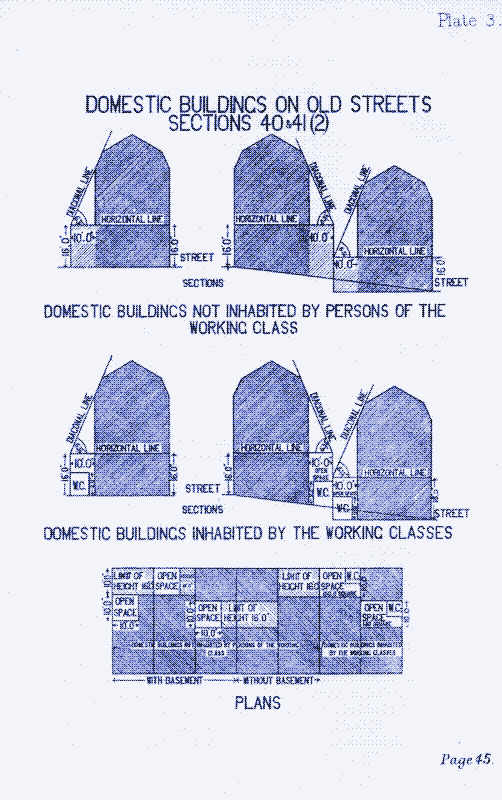 Plate 3.
DOMESTIC BUILDINGS ON OLD STREETS
SECTIONS 40 & 41(2)
DIAGONAL LINE
HORIZONTAL LINE
10.0"
16.0"
16.0"
STREET
HORIZONTAL LINE
DIAGONAL LINE
10.0"
16.0"
DIAGONAL LINE
HORIZONTAL LINE
10.0"
16.0"
STREET
SECTIONS
DOMESTIC BUILDINGS NOT INHABITED BY PERSONS OF THE
WORKING CLASS
DIAGONAL LINE
HORIZONTAL LINE
10.0"
W.C.
16.0"
16.0"
STREET
HORIZONTAL LINE
DIAGONAL LINE
10.0"
OPEN
SPACE
W.C.
16.0"
DIAGONAL LINE
HORIZONTAL LINE
10.0"
W.C.
STREET
SECTIONS
DOMESTIC BUILDINGS INHABITED BY THE WORKING CLASSES
LIMIT OF
HEIGHT 16.0"
OPEN
SPACE
OPEN
SPACE
10.0"
10.0"
OPEN
SPACE
LIMIT OF
HEIGHT 16.0"
10.0"
LIMIT OF
HEIGHT 16.0
OPEN
SPACE
W.C.
OPEN
SPACE
W.C.
DOMESTIC BUILDINGS NOT INHABITED BY PERSONS OF THE WORKING
CLASS
DOMESTIC BUILDINGS INHABITED
BY THE WORKING CLASSES
WITH BASEMENT
WITHOUT BASEMENT
PLANS
Page 45.